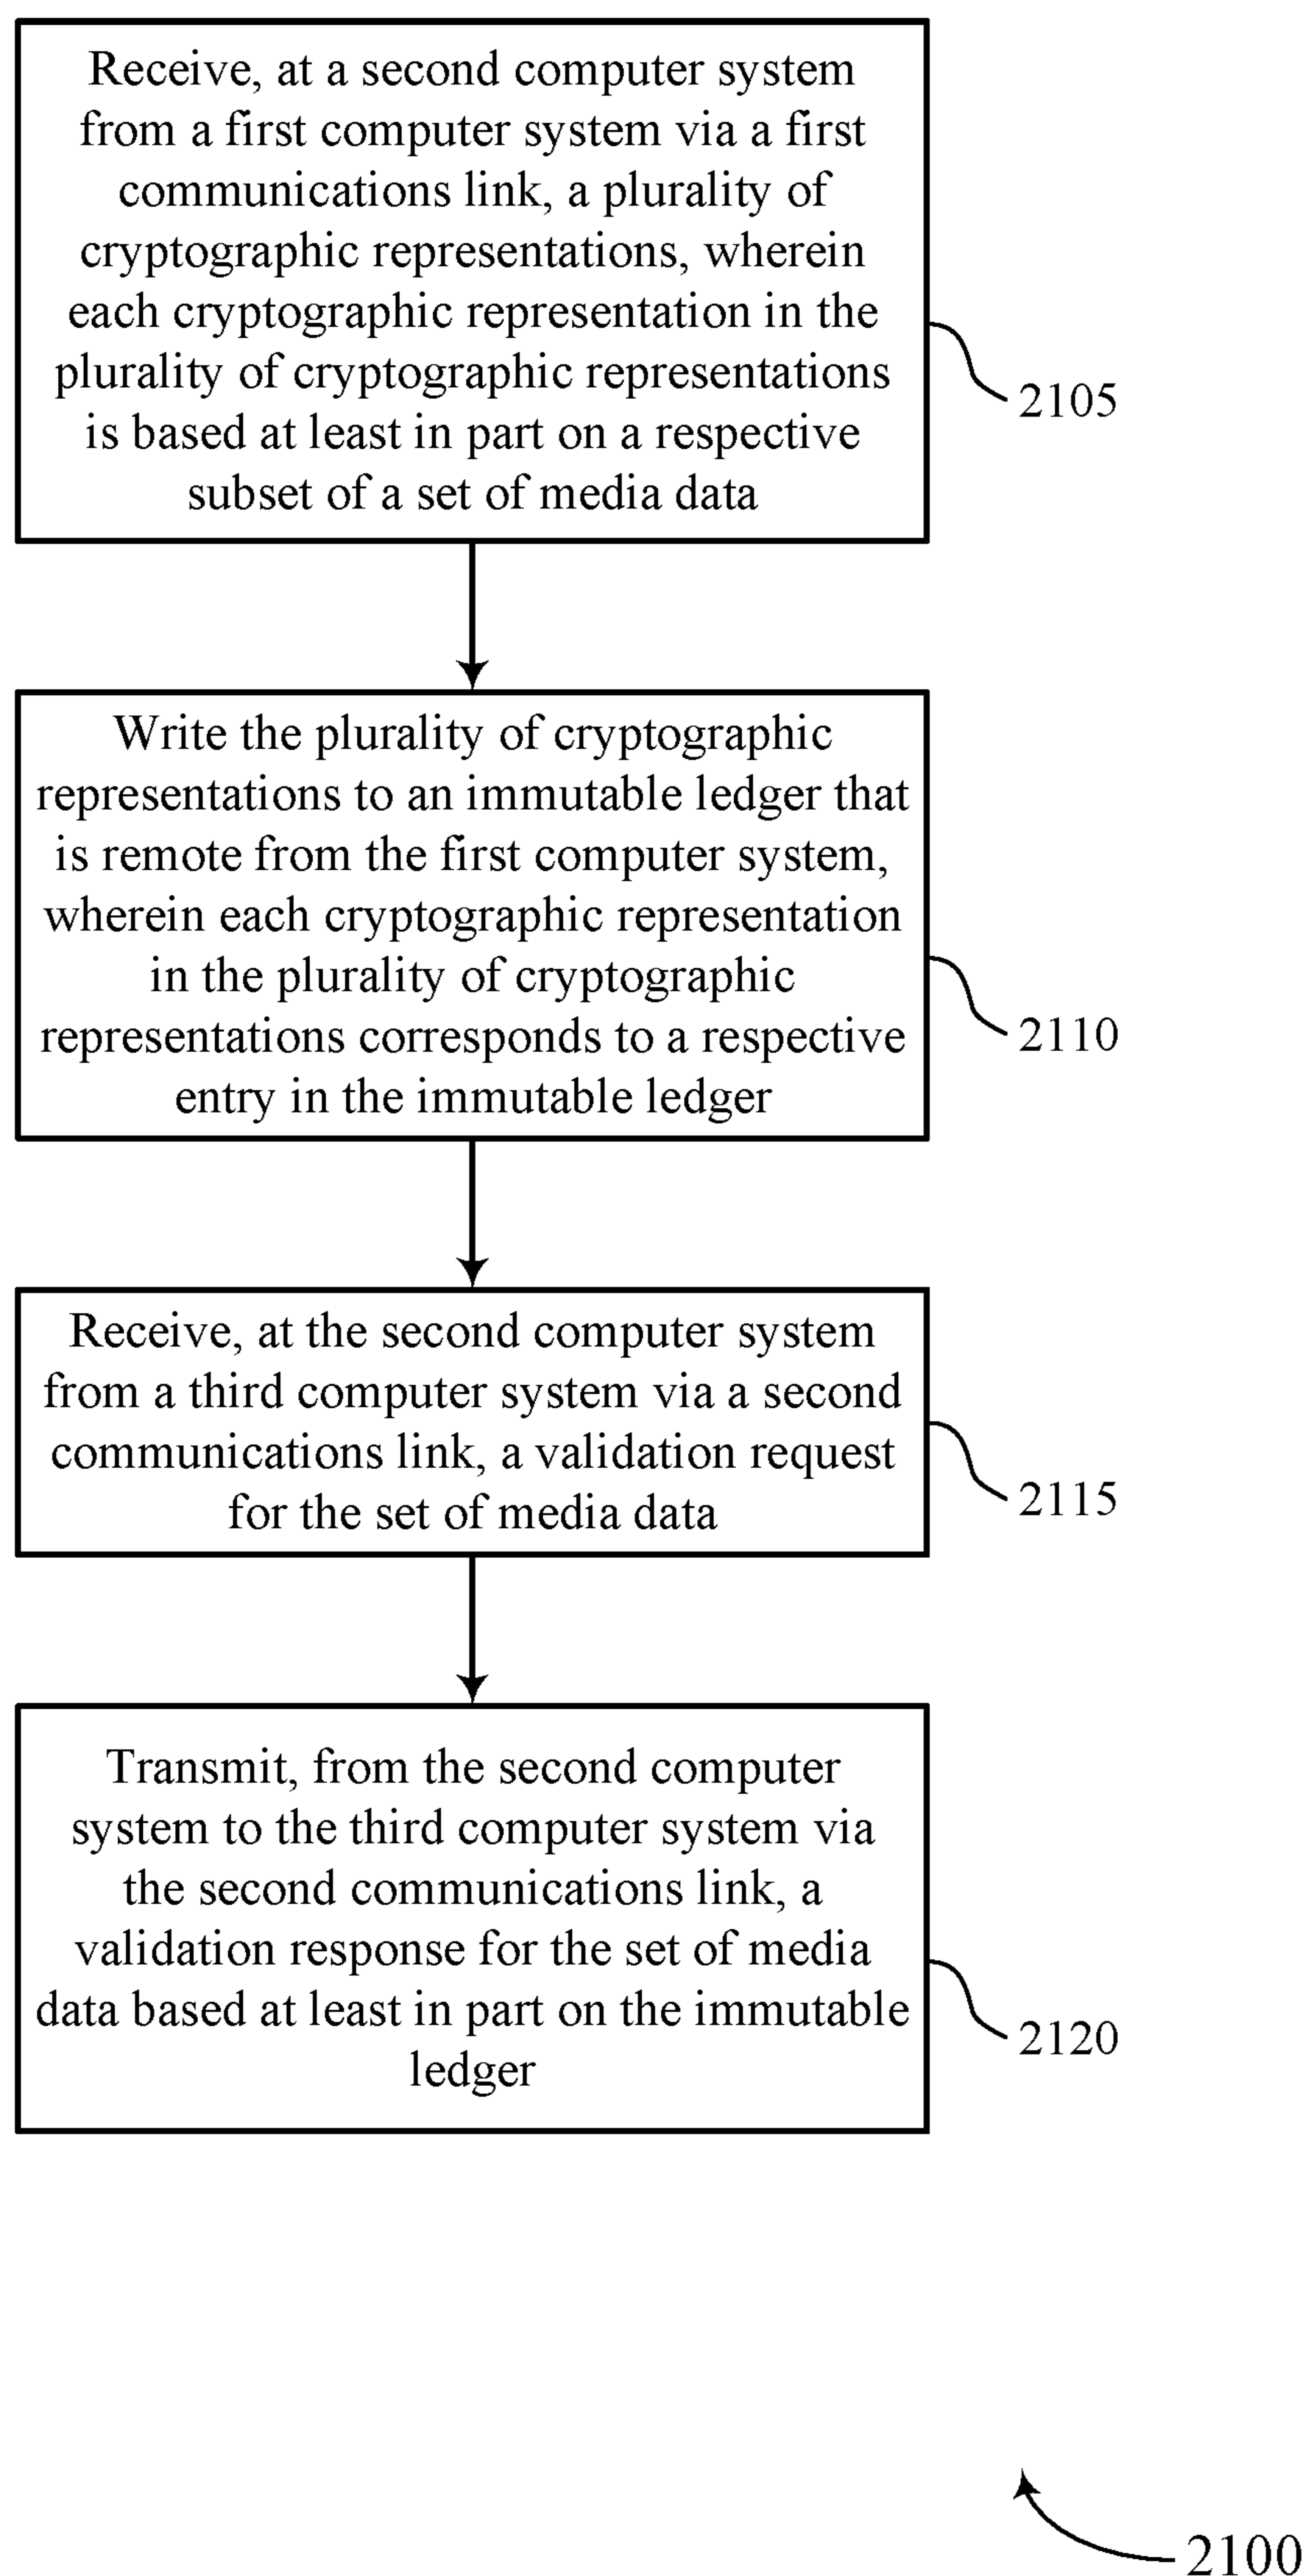 Receive, at a second computer system
from a first computer system via a first
communications link, a plurality of
cryptographic representations, wherein
each cryptographic representation in the
plurality of cryptographic representations
is based at least in part on a respective
subset of a set of media data
2105
Write the plurality of cryptographic
representations to an immutable ledger that
is remote from the first computer system,
wherein each cryptographic representation
in the plurality of cryptographic
representations corresponds to a respective
entry in the immutable ledger
2110
Receive, at the second computer system
from a third computer system via a second
communications link, a validation request
for the set of media data
2115
Transmit, from the second computer
system to the third computer system via
the second communications link, a
validation response for the set of media
data based at least in part on the immutable
ledger
2120
2100